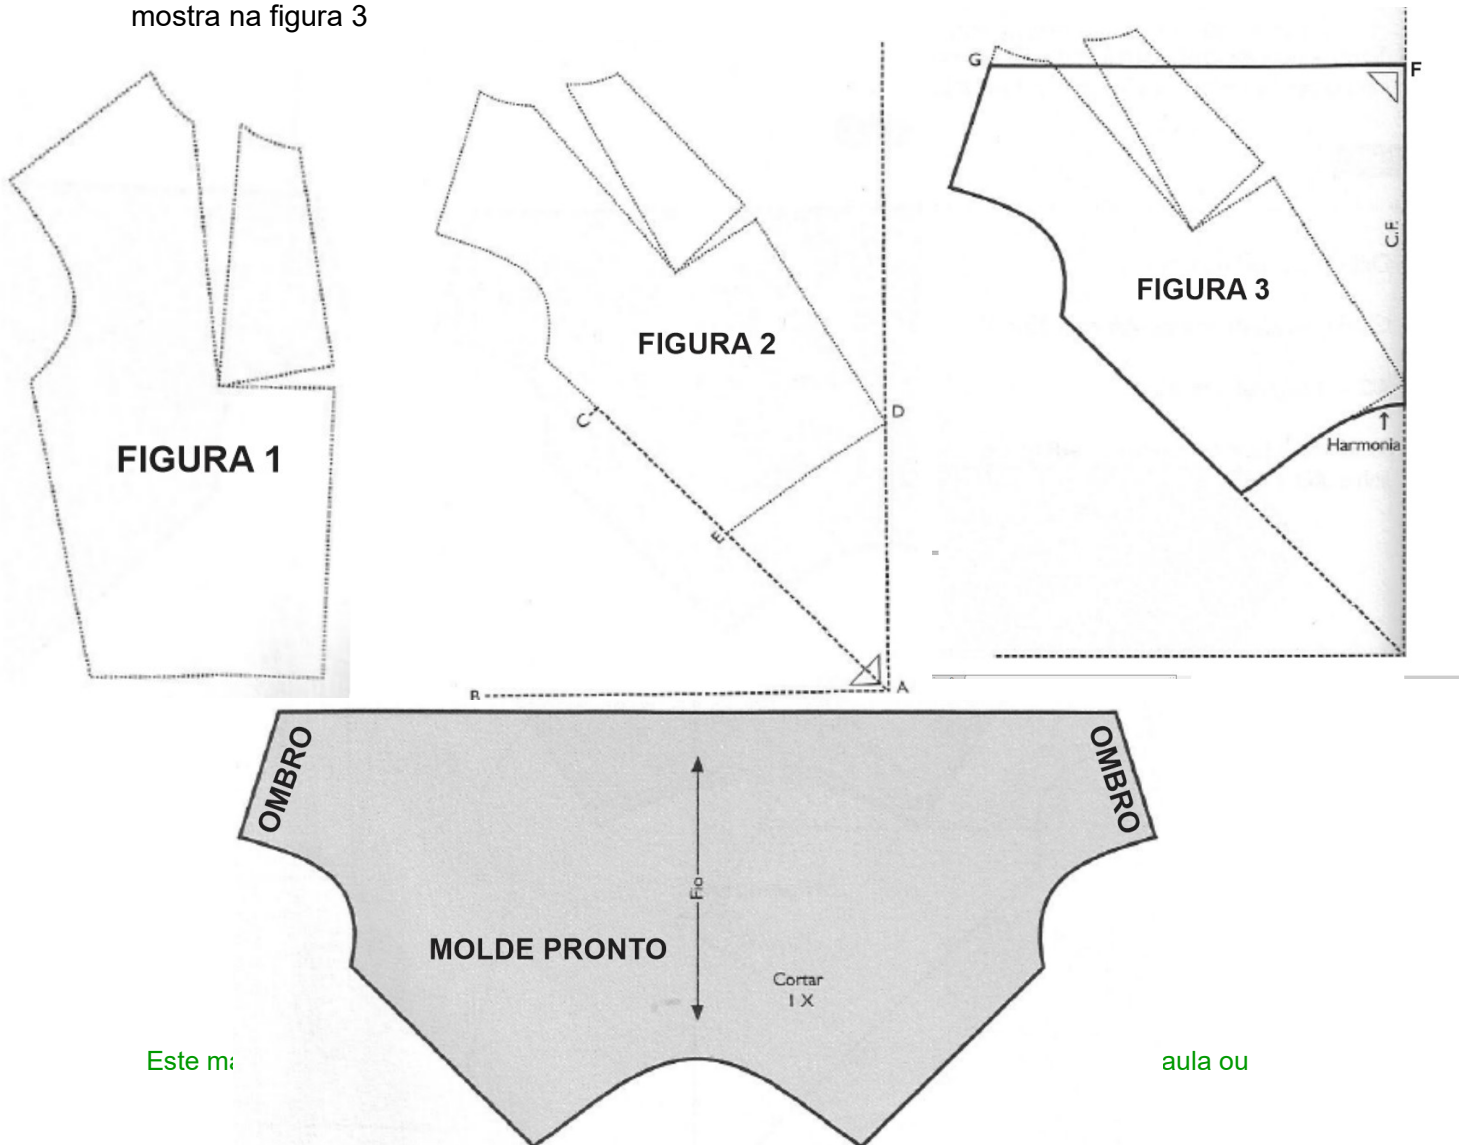 mostra na figura 3
FIGURA 1
FIGURA 2
C
D
E
A
B
G
F
C.F.
FIGURA 3
Harmonia
OMBRO
OMBRO
Fio
MOLDE PRONTO
Cortar
1 X
Este ma
aula ou